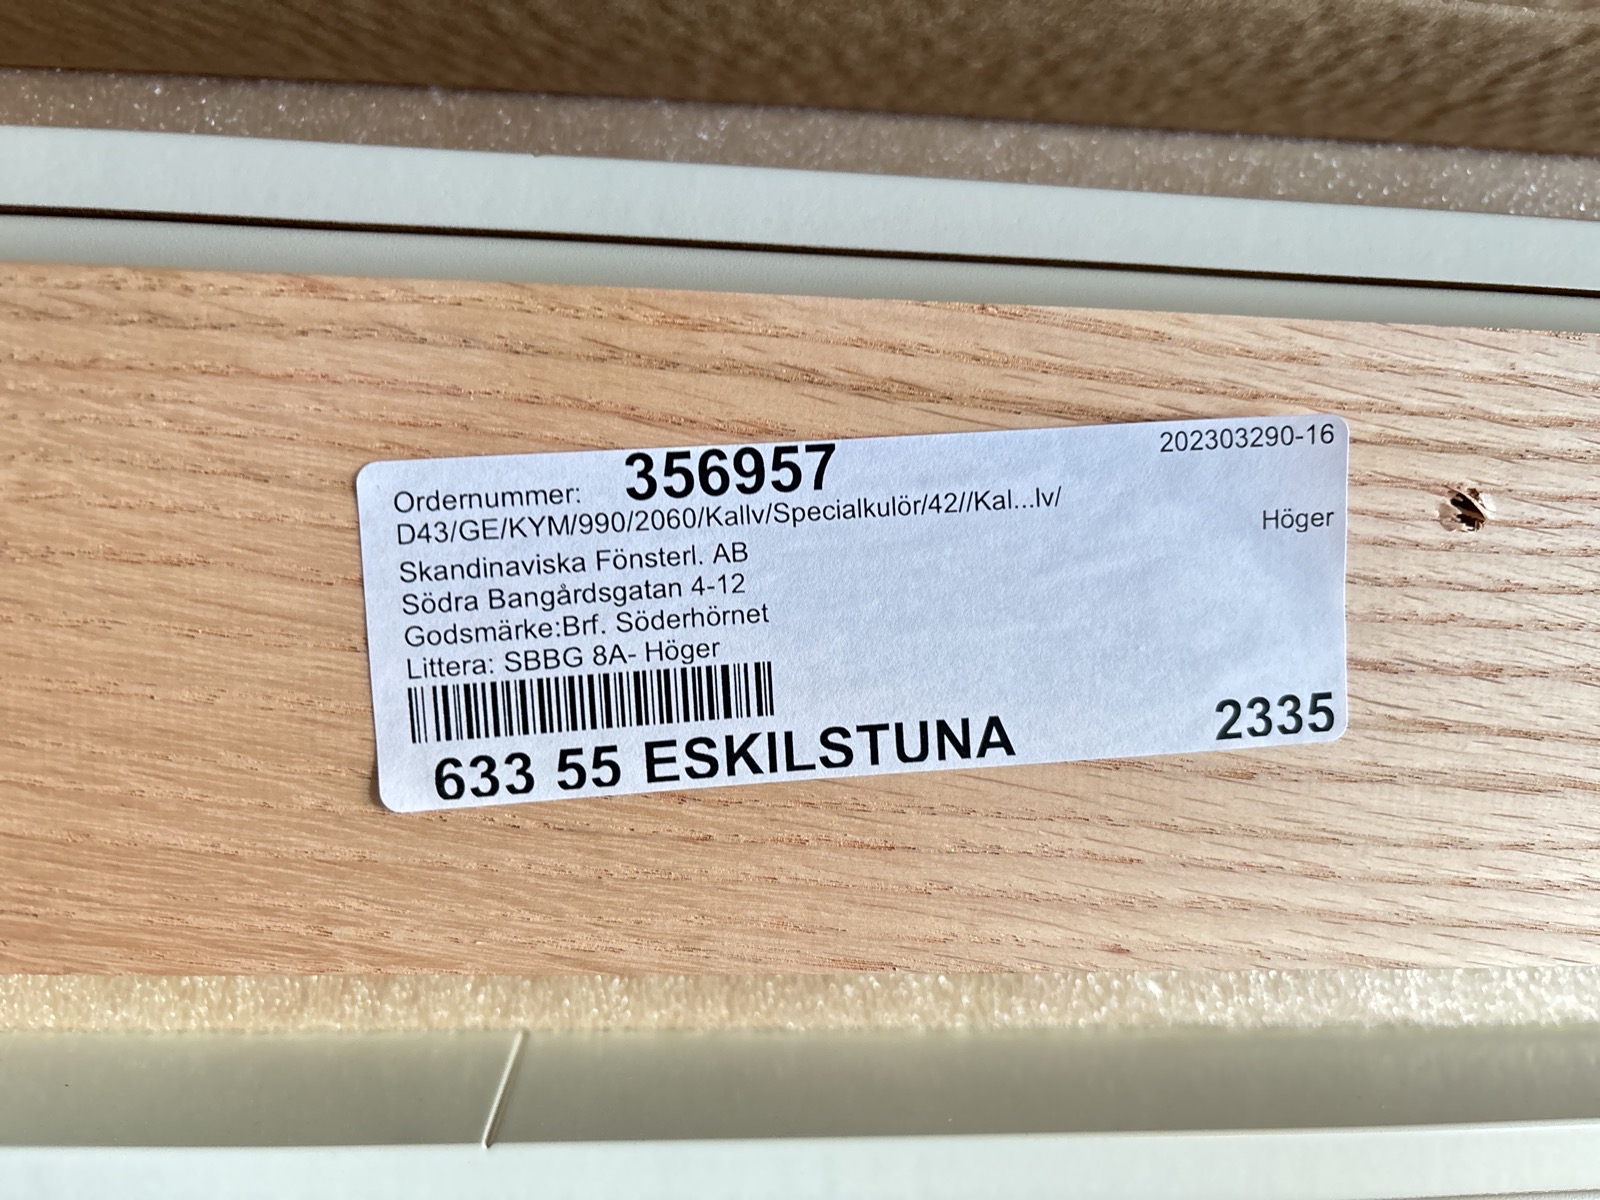 Ordernummer: 356957
202303290-16
D43/GE/KYM/990/2060/Kallv/Specialkulör/42//Kal...lv/
Höger
Skandinaviska Fönsterl. AB
Södra Bangårdsgatan 4-12
Godsmärke:Brf. Söderhörnet
Littera: SBBG 8A- Höger
633 55 ESKILSTUNA
2335